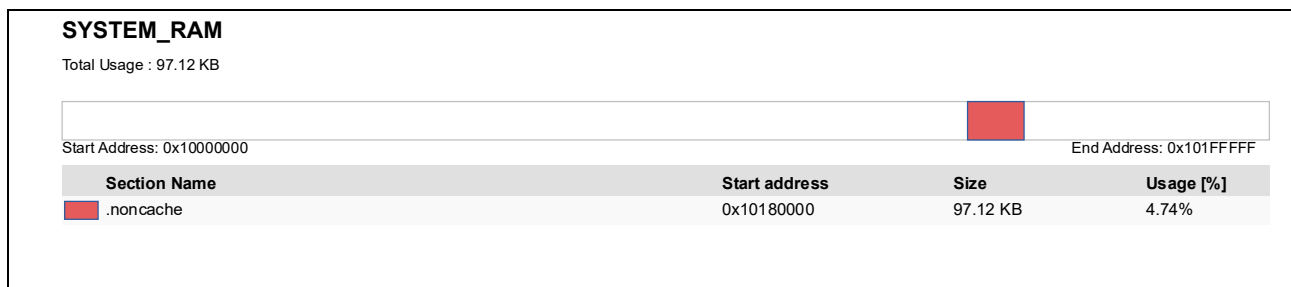 SYSTEM_RAM
Total Usage : 97.12 KB
Start Address: 0x10000000 End Address: 0x101FFFFF
Section Name Start address Size Usage [%]
.noncache 0x10180000 97.12 KB 4.74%